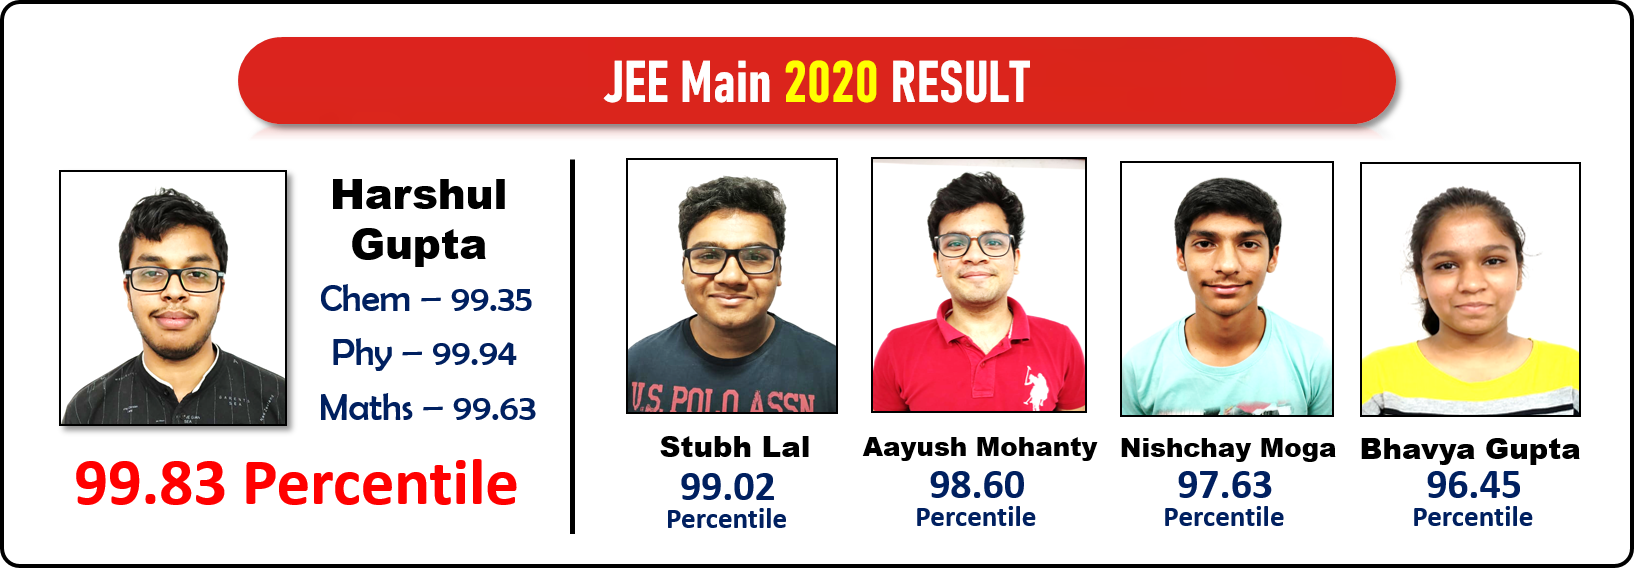 JEE Main 2020 RESULT
Harshul
Gupta
Chem – 99.35
Phy – 99.94
Maths – 99.63
99.83 Percentile
U.S. POLO ASSN
Stubh Lal
99.02
Percentile
Aayush Mohanty
98.60
Percentile
Nishchay Moga
97.63
Percentile
Bhavya Gupta
96.45
Percentile